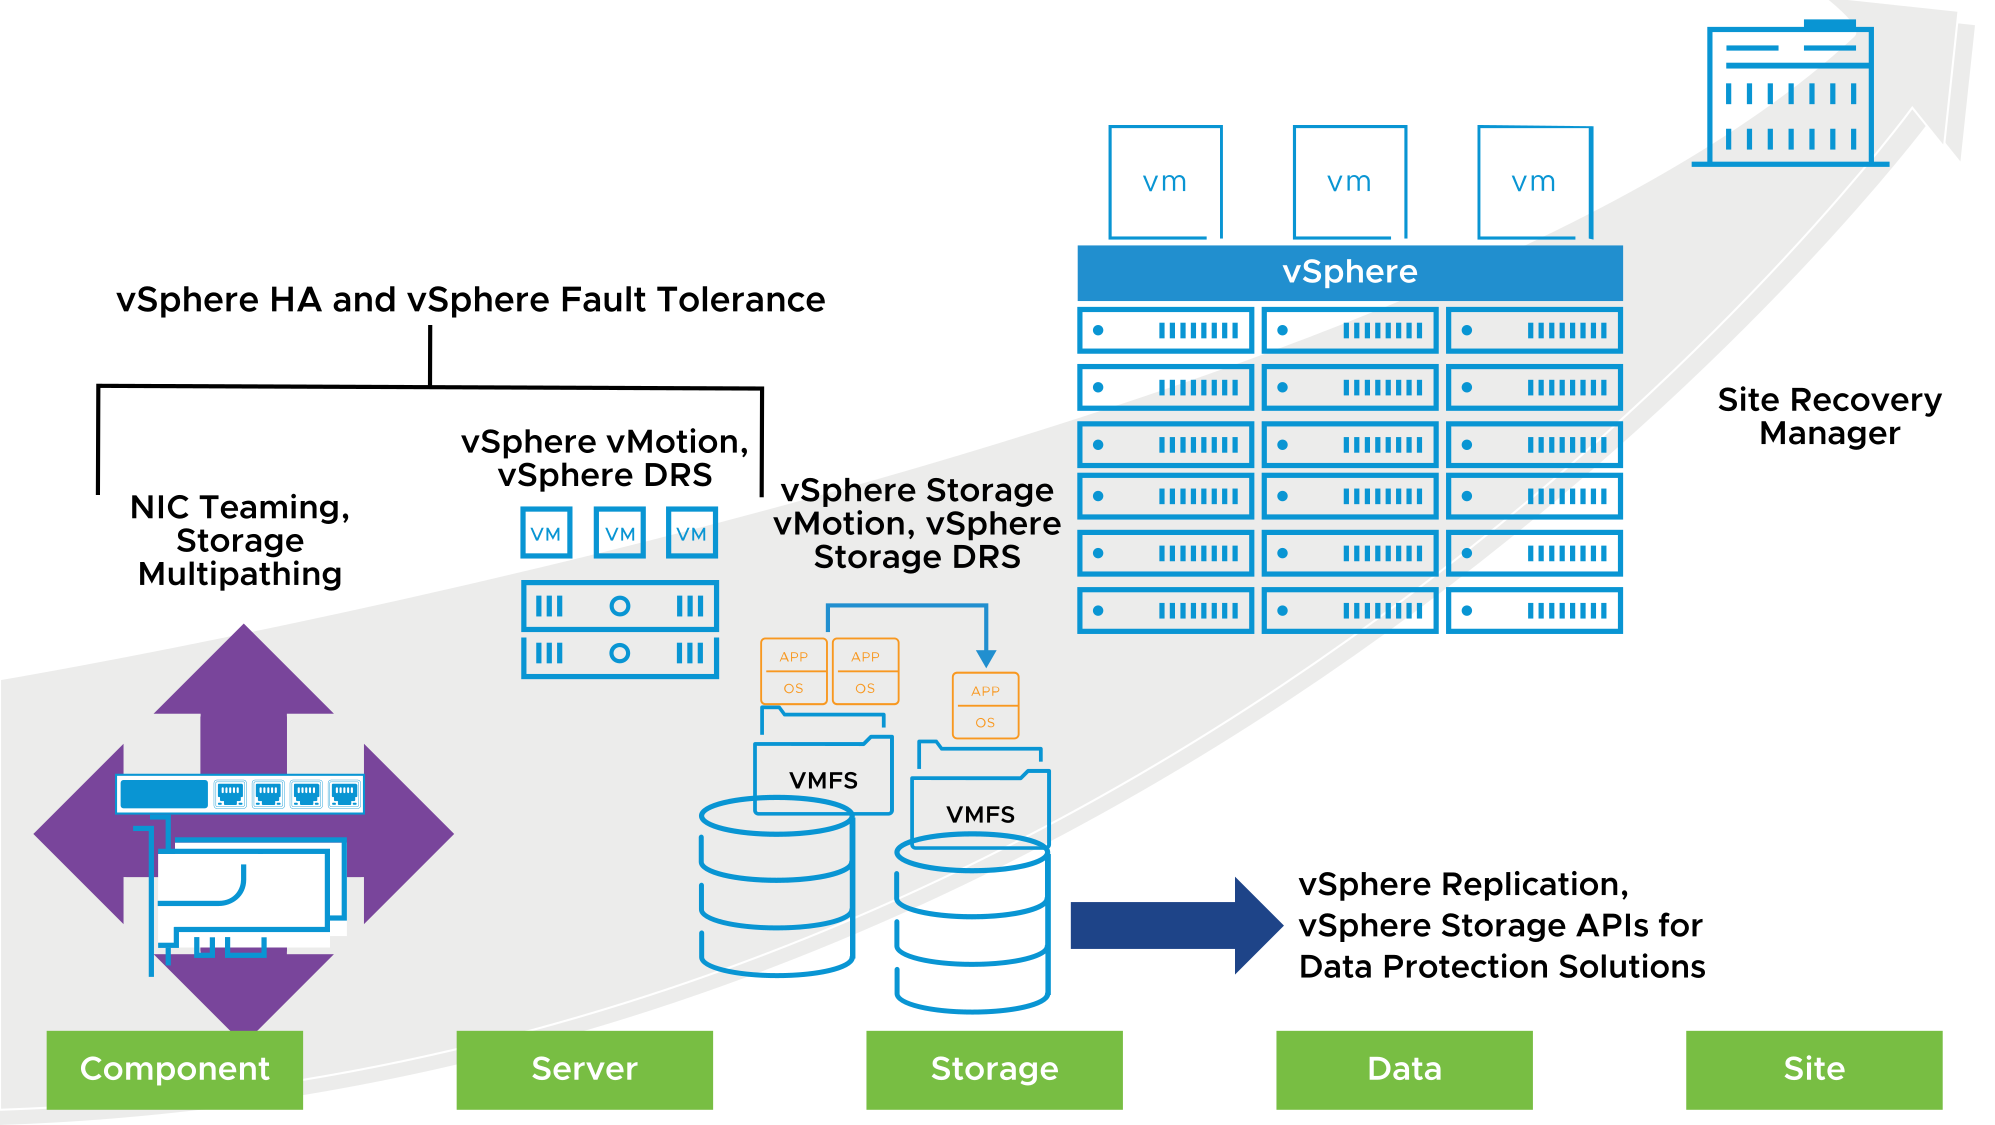 vm
vm
vm
vSphere
vSphere HA and vSphere Fault Tolerance
Site Recovery
Manager
vSphere vMotion,
vSphere DRS
NIC Teaming,
Storage
Multipathing
vSphere Storage
vMotion, vSphere
Storage DRS
VM
VM
VM
APP
OS
APP
OS
APP
OS
VMFS
VMFS
vSphere Replication,
vSphere Storage APIs for
Data Protection Solutions
Component
Server
Storage
Data
Site